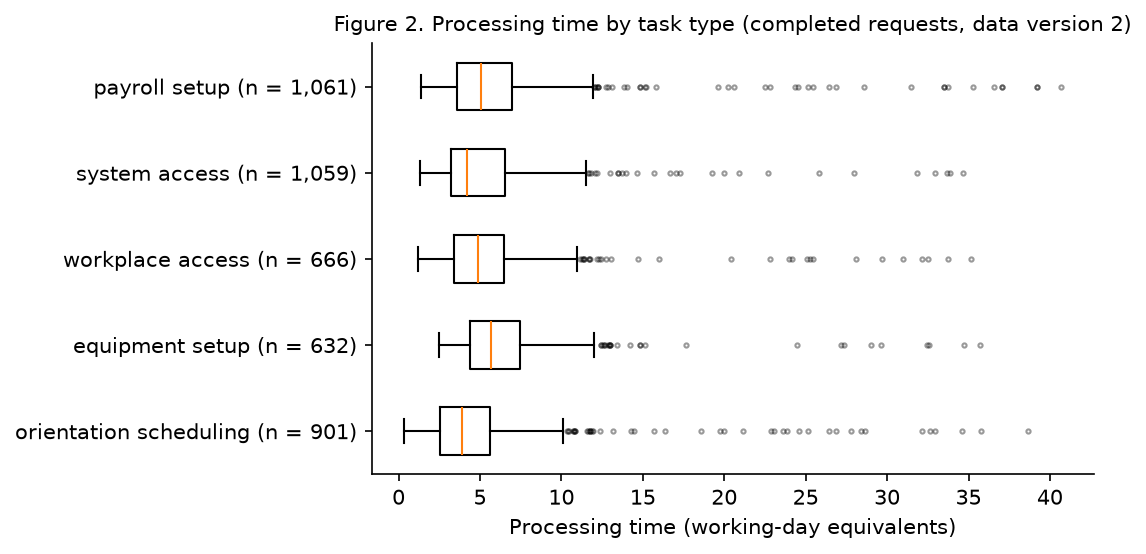 Figure 2. Processing time by task type (completed requests, data version 2)
payroll setup (n = 1,061)
system access (n = 1,059)
workplace access (n = 666)
equipment setup (n = 632)
orientation scheduling (n = 901)
0 5 10 15 20 25 30 35 40
Processing time (working-day equivalents)